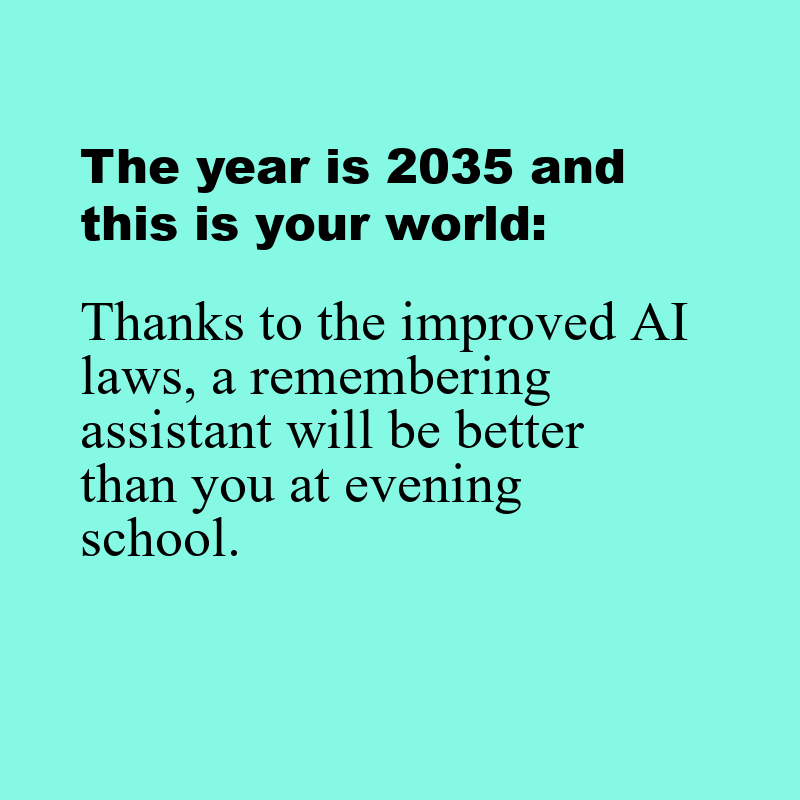 The year is 2035 and
this is your world:
Thanks to the improved AI
laws, a remembering
assistant will be better
than you at evening
school.